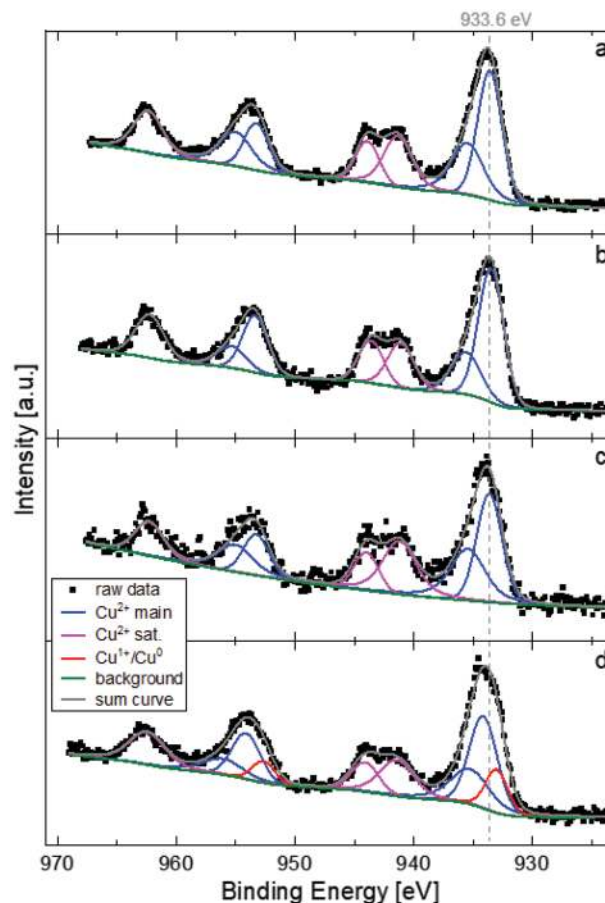 933.6 eV
a
b
c
d
Intensity [a.u.]
raw data
Cu²⁺ main
Cu²⁺ sat.
Cu¹⁺/Cu⁰
background
sum curve
970 960 950 940 930
Binding Energy [eV]